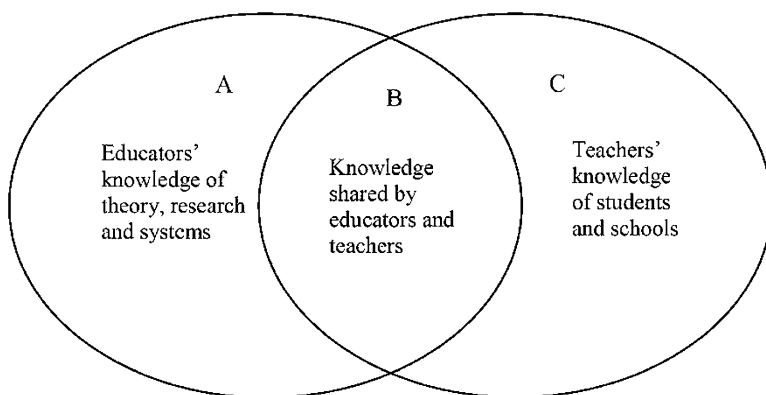 A
B
C
Educators'
knowledge of
theory, research
and systems
Knowledge
shared by
educators and
teachers
Teachers'
knowledge
of students
and schools